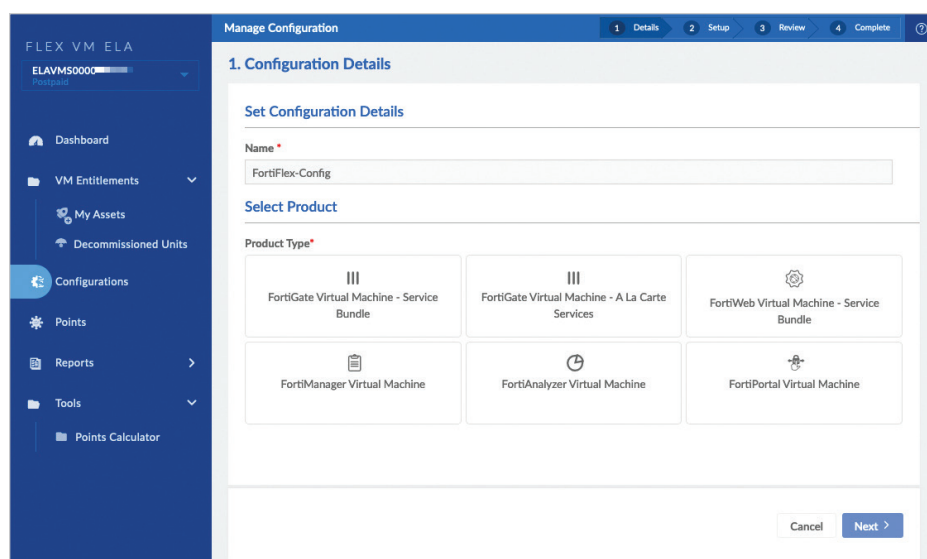 FLEX VM ELA
ELAVMS0000
Postpaid
Dashboard
VM Entitlements
My Assets
Decommissioned Units
Configurations
Points
Reports
Tools
Points Calculator
Manage Configuration
1 Details
2 Setup
3 Review
4 Complete
1. Configuration Details
Set Configuration Details
Name *
FortiFlex-Config
Select Product
Product Type*
FortiGate Virtual Machine - Service
Bundle
FortiGate Virtual Machine - A La Carte
Services
FortiWeb Virtual Machine - Service
Bundle
FortiManager Virtual Machine
FortiAnalyzer Virtual Machine
FortiPortal Virtual Machine
Cancel
Next >